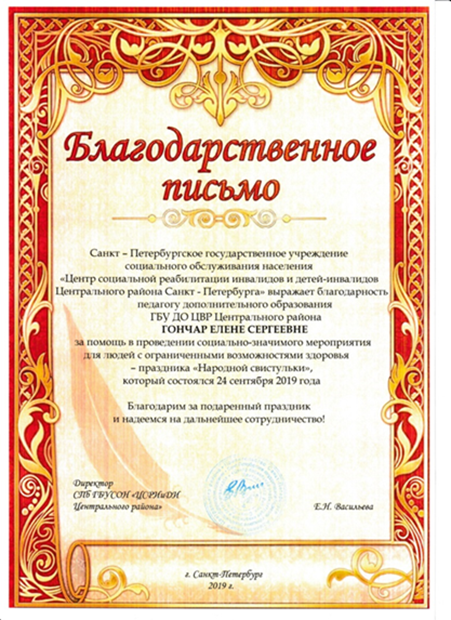 Благодарственное
письмо
Санкт – Петербургское государственное учреждение
социального обслуживания населения
«Центр социальной реабилитации инвалидов и детей-инвалидов
Центрального района Санкт - Петербурга» выражает благодарность
педагогу дополнительного образования
ГБУ ДО ЦВР Центрального района
ГОНЧАР ЕЛЕНЕ СЕРГЕЕВНЕ
за помощь в проведении социально-значимого мероприятия
для людей с ограниченными возможностями здоровья
– праздника «Народной свистульки»,
который состоялся 24 сентября 2019 года
Благодарим за подаренный праздник
и надеемся на дальнейшее сотрудничество!
Директор
СПб ГБУСОН «ЦСРИиДИ
Центрального района»
Е.Н. Васильева
г. Санкт-Петербург
2019 г.